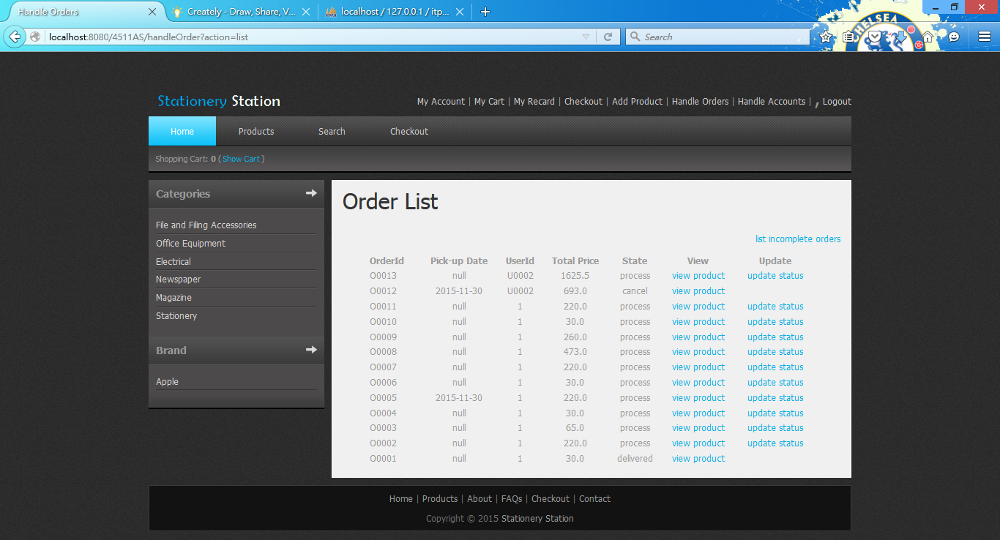 Handle Orders
Creately - Draw, Share, V...
localhost / 127.0.0.1 / itp...
localhost:8080/4511AS/handleOrder?action=list
Search
CHELSEA
Stationery Station
My Account | My Cart | My Recard | Checkout | Add Product | Handle Orders | Handle Accounts | , Logout
Home Products Search Checkout
Shopping Cart: 0 ( Show Cart )
Categories
File and Filing Accessories
Office Equipment
Electrical
Newspaper
Magazine
Stationery
Brand
Apple
Order List
list incomplete orders
OrderId Pick-up Date UserId Total Price State View Update
O0013 null U0002 1625.5 process view product update status
O0012 2015-11-30 U0002 693.0 cancel view product
O0011 null 1 220.0 process view product update status
O0010 null 1 30.0 process view product update status
O0009 null 1 260.0 process view product update status
O0008 null 1 473.0 process view product update status
O0007 null 1 220.0 process view product update status
O0006 null 1 30.0 process view product update status
O0005 2015-11-30 1 220.0 process view product update status
O0004 null 1 30.0 process view product update status
O0003 null 1 65.0 process view product update status
O0002 null 1 220.0 process view product update status
O0001 null 1 30.0 delivered view product
Home | Products | About | FAQs | Checkout | Contact
Copyright © 2015 Stationery Station